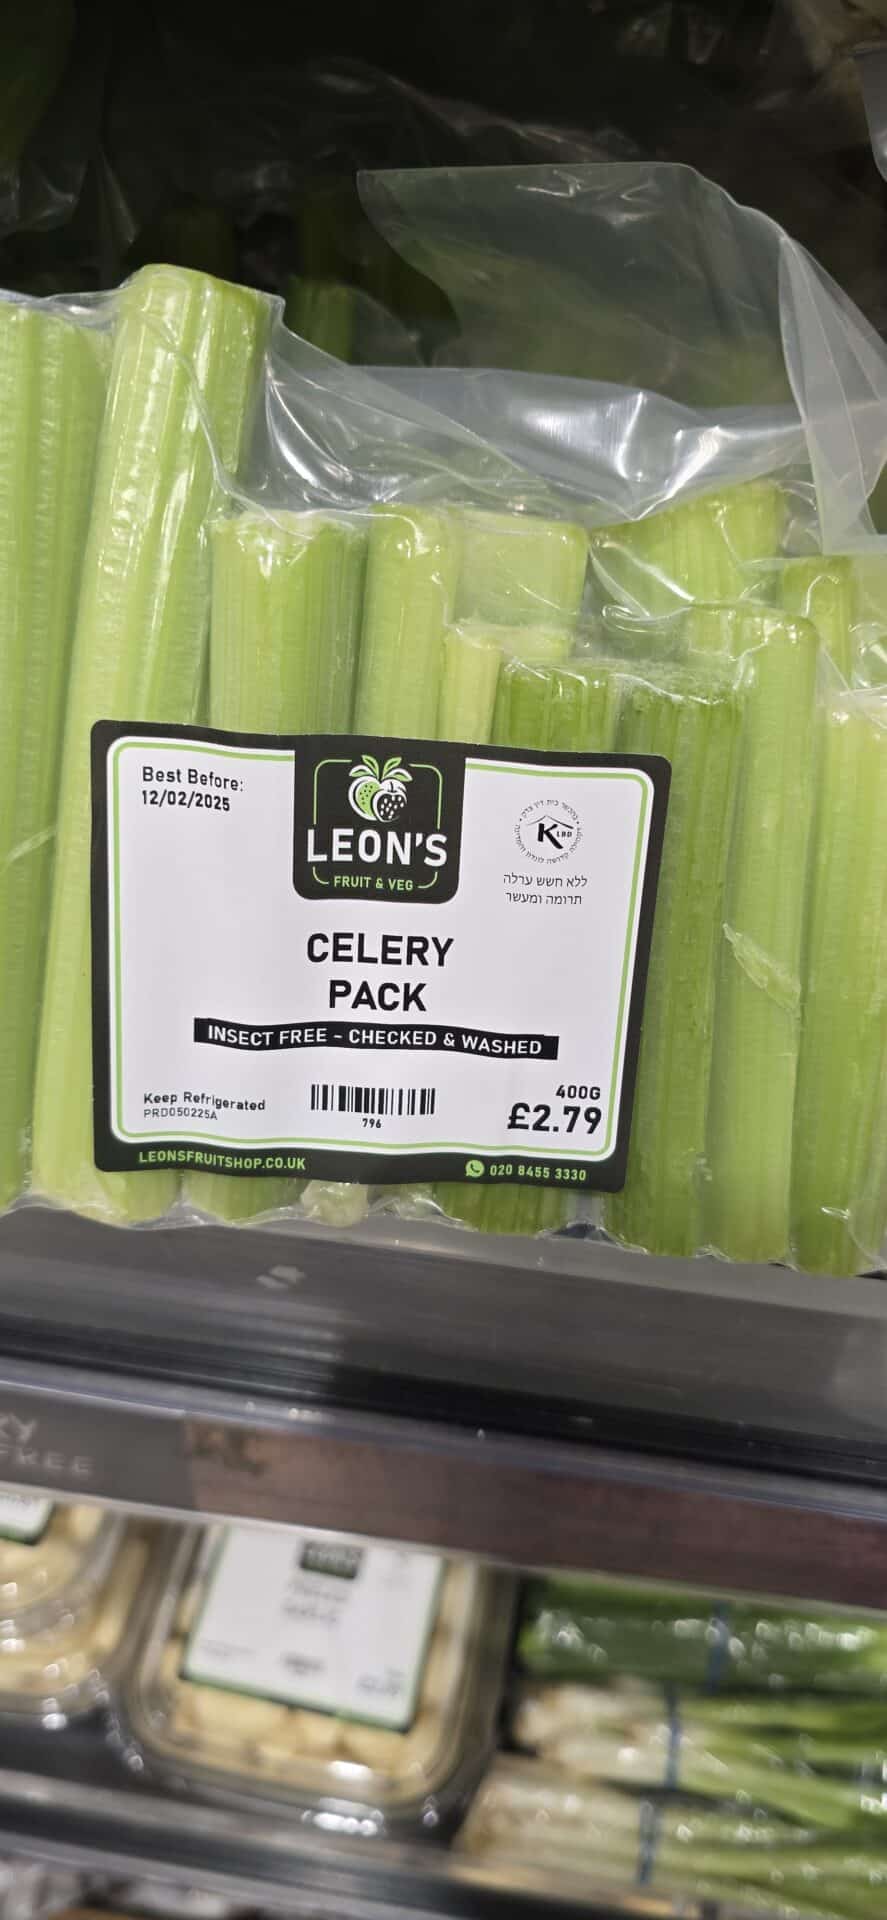 Best Before:
12/02/2025
LEON'S
FRUIT & VEG
K LBD
ללא חשש ערלה
תרומה ומעשר
CELERY
PACK
INSECT FREE - CHECKED & WASHED
Keep Refrigerated
PRD050225A
796
400G
£2.79
LEONSFRUITSHOP.CO.UK
020 8455 3330